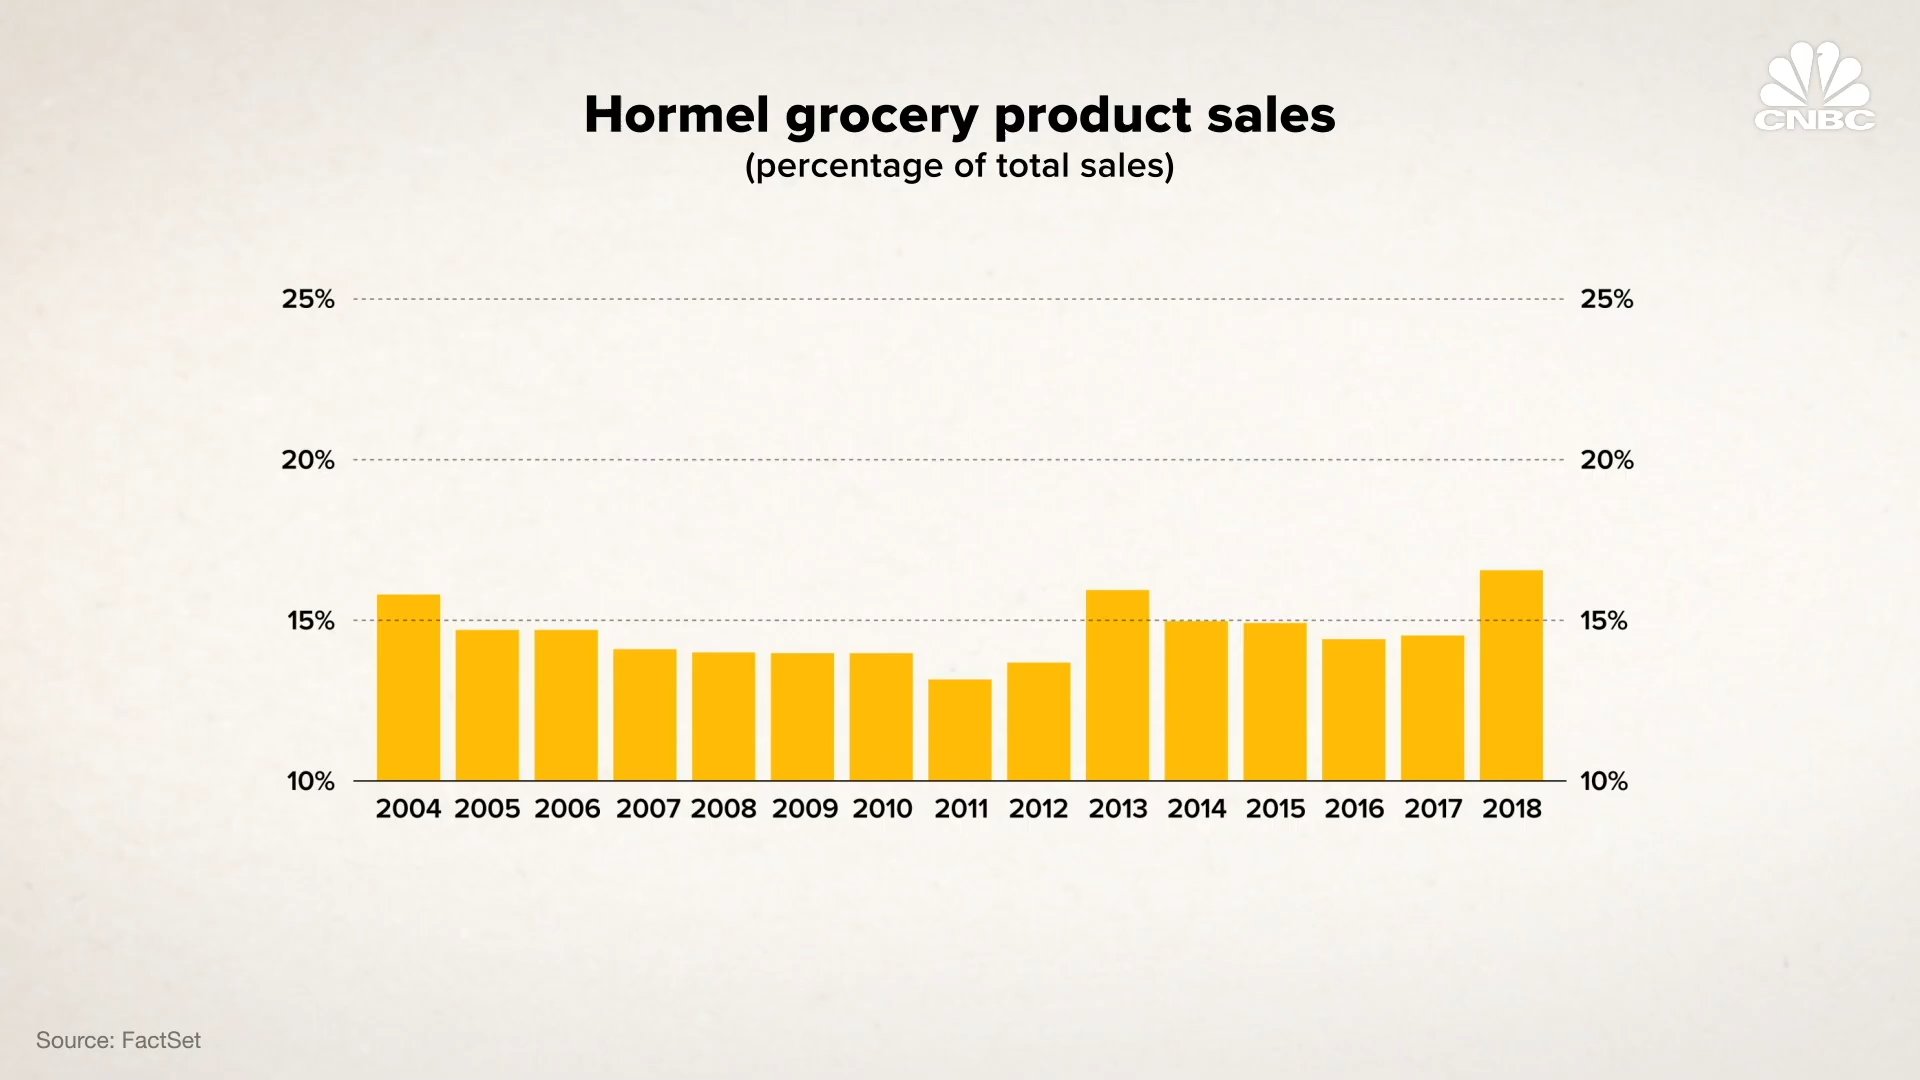 CNBC
Hormel grocery product sales
(percentage of total sales)
25% 25%
20% 20%
15% 15%
10% 10%
2004 2005 2006 2007 2008 2009 2010 2011 2012 2013 2014 2015 2016 2017 2018
Source: FactSet